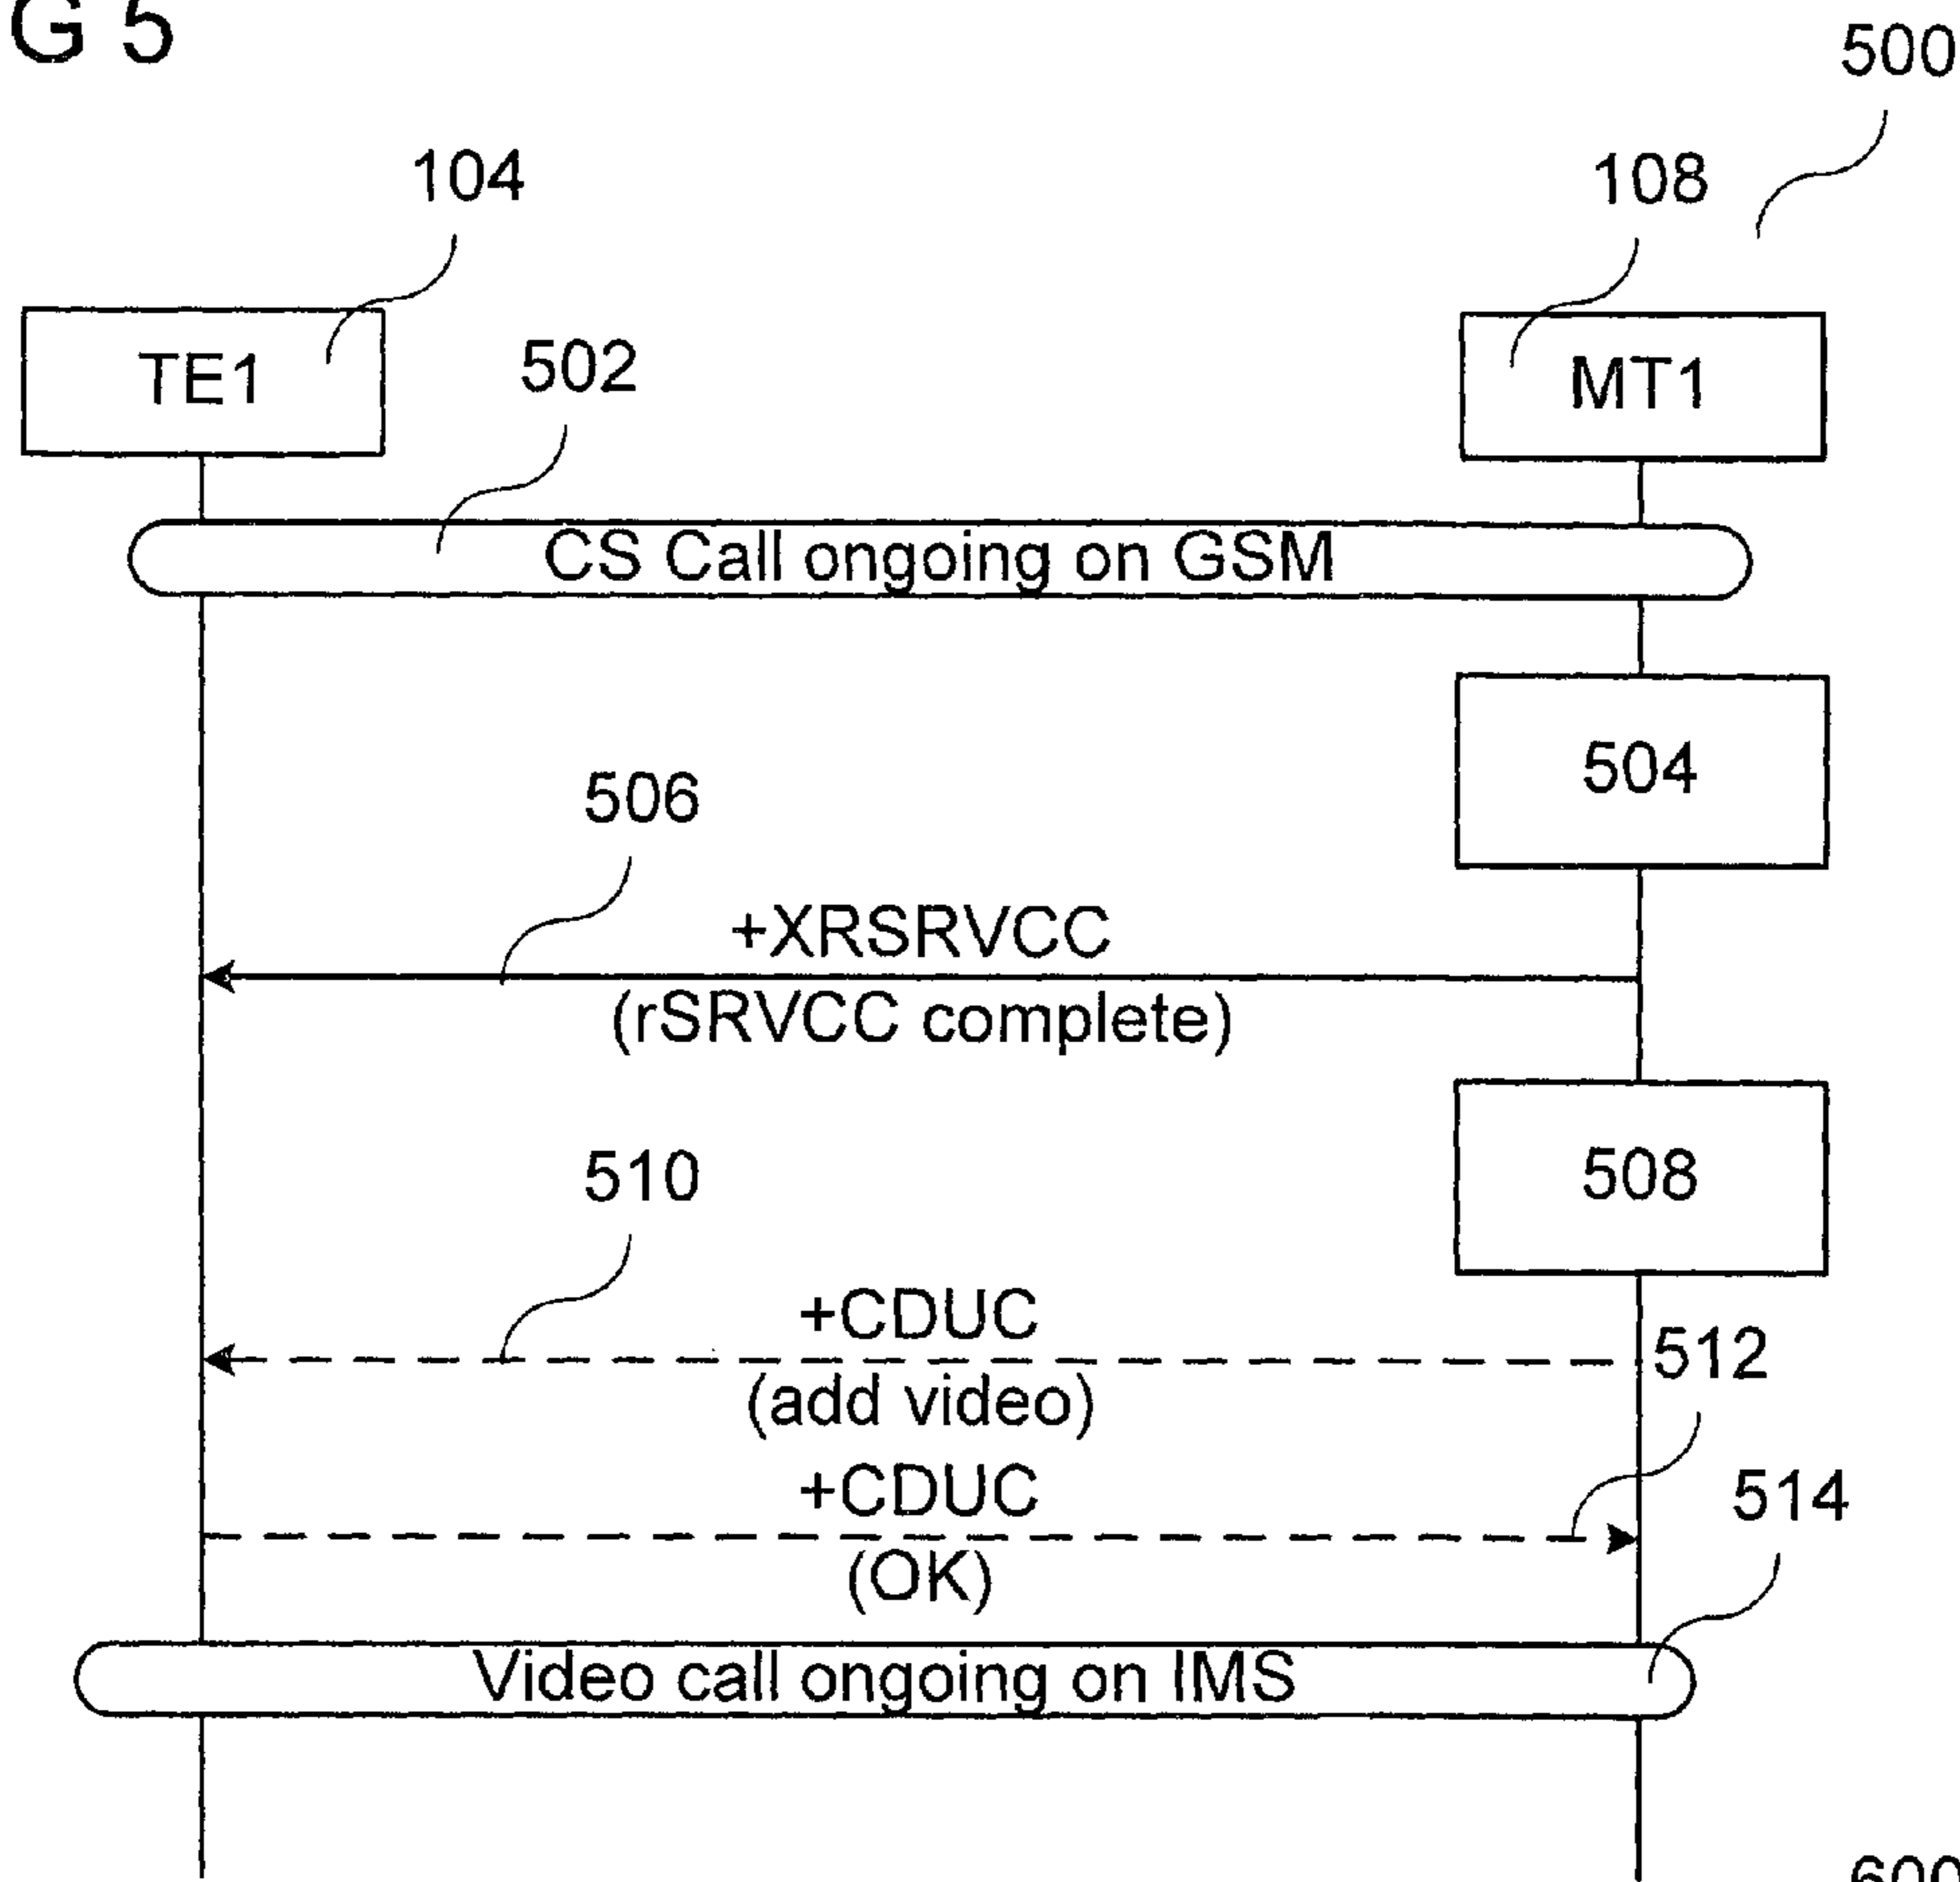 G 5
500
104
108
TE1
502
MT1
CS Call ongoing on GSM
504
506
+XRSRVCC
(rSRVCC complete)
508
510
+CDUC
512
(add video)
+CDUC
514
(OK)
Video call ongoing on IMS
600